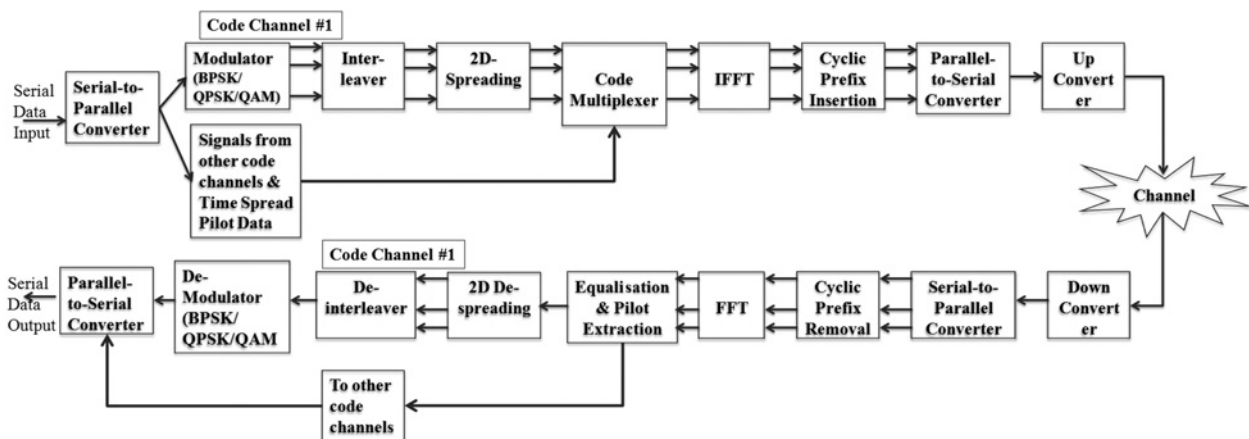 Code Channel #1
Serial
Data
Input
Serial-to-
Parallel
Converter
Modulator
(BPSK/
QPSK/QAM)
Inter-
leaver
2D-
Spreading
Code
Multiplexer
IFFT
Cyclic
Prefix
Insertion
Parallel-
to-Serial
Converter
Up
Convert
er
Signals from
other code
channels &
Time Spread
Pilot Data
Channel
Code Channel #1
Serial
Data
Output
Parallel-
to-Serial
Converter
De-
Modulator
(BPSK/
QPSK/QAM
De-
interleaver
2D De-
spreading
Equalisation
& Pilot
Extraction
FFT
Cyclic
Prefix
Removal
Serial-to-
Parallel
Converter
Down
Convert
er
To other
code
channels